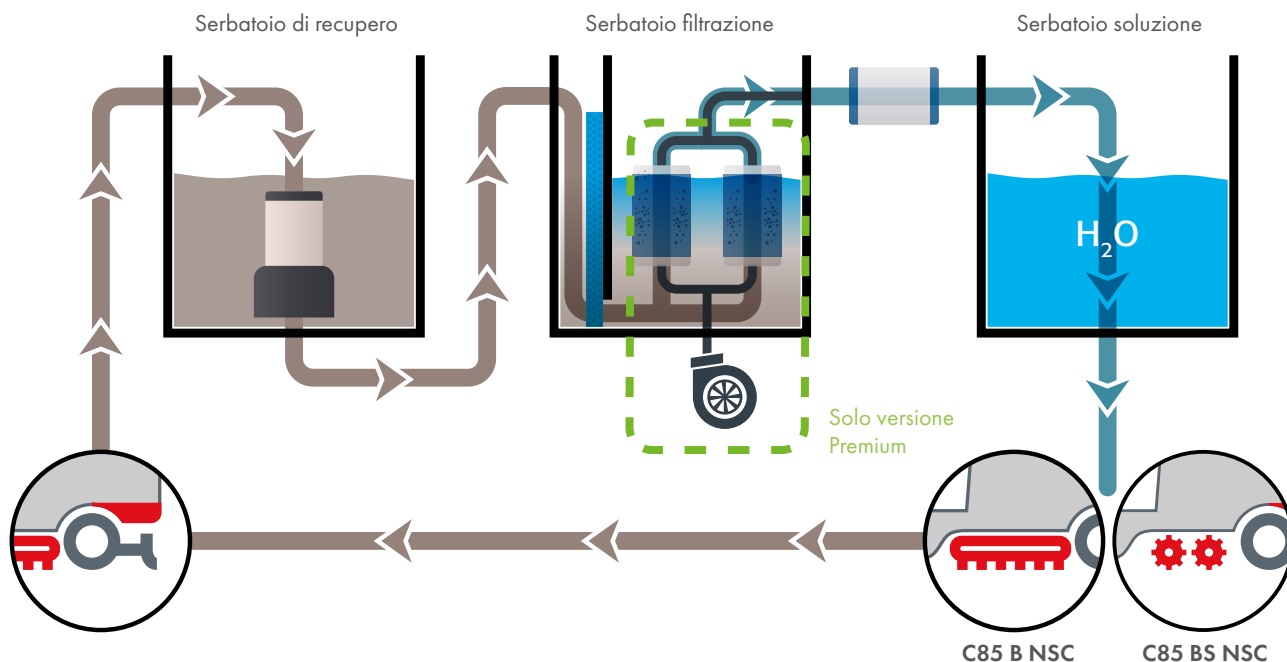 Serbatoio di recupero
Serbatoio filtrazione
Serbatoio soluzione
H₂O
Solo versione
Premium
C85 B NSC
C85 BS NSC